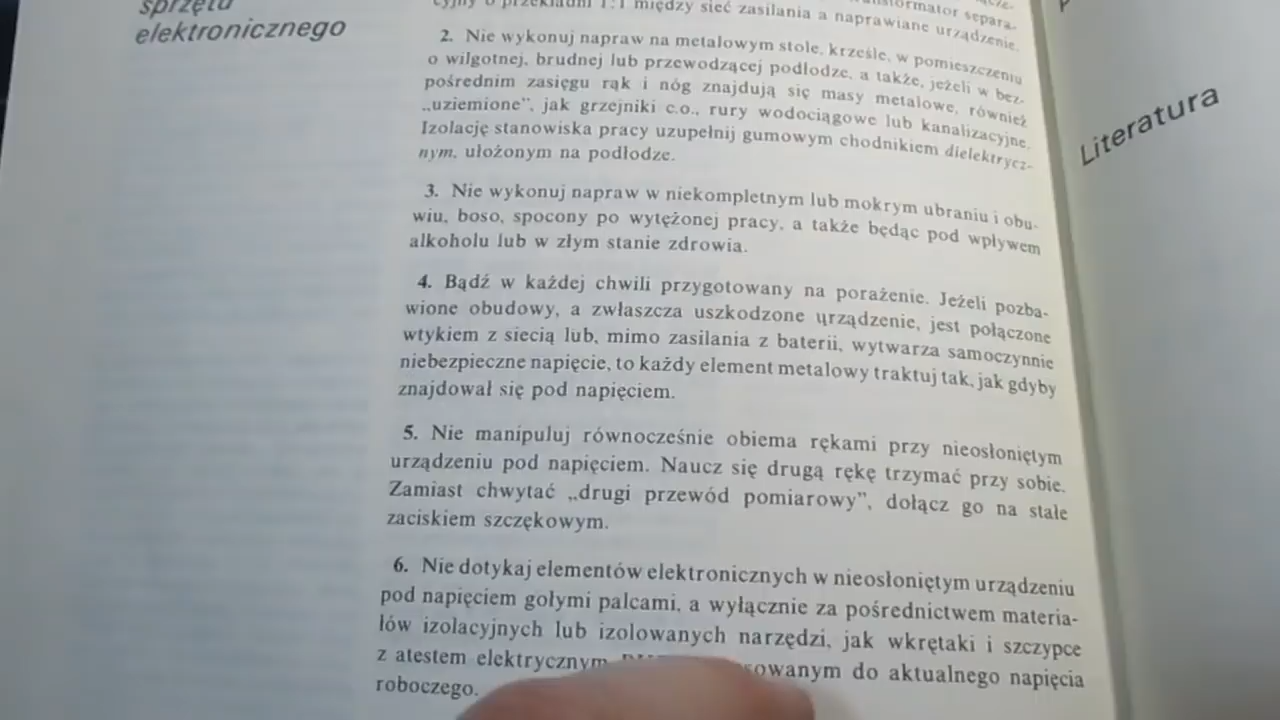 sprzętu
elektronicznego
cyjny o przekładni 1:1 między sieć zasilania a naprawiane urządzenie.
2. Nie wykonuj napraw na metalowym stole, krześle, w pomieszczeniu
o wilgotnej, brudnej lub przewodzącej podłodze, a także, jeżeli w bez-
pośrednim zasięgu rąk i nóg znajdują się masy metalowe, również
„uziemione", jak grzejniki c.o., rury wodociągowe lub kanalizacyjne.
Izolację stanowiska pracy uzupełnij gumowym chodnikiem dielektrycz-
nym, ułożonym na podłodze.
3. Nie wykonuj napraw w niekompletnym lub mokrym ubraniu i obu-
wiu, boso, spocony po wytężonej pracy, a także będąc pod wpływem
alkoholu lub w złym stanie zdrowia.
4. Bądź w każdej chwili przygotowany na porażenie. Jeżeli pozba-
wione obudowy, a zwłaszcza uszkodzone urządzenie, jest połączone
wtykiem z siecią lub, mimo zasilania z baterii, wytwarza samoczynnie
niebezpieczne napięcie, to każdy element metalowy traktuj tak, jak gdyby
znajdował się pod napięciem.
5. Nie manipuluj równocześnie obiema rękami przy nieosłoniętym
urządzeniu pod napięciem. Naucz się drugą rękę trzymać przy sobie.
Zamiast chwytać „drugi przewód pomiarowy”, dołącz go na stałe
zaciskiem szczękowym.
6. Nie dotykaj elementów elektronicznych w nieosłoniętym urządzeniu
pod napięciem gołymi palcami, a wyłącznie za pośrednictwem materia-
łów izolacyjnych lub izolowanych narzędzi, jak wkrętaki i szczypce
z atestem elektrycznym do aktualnego napięcia
roboczego.
Literatura